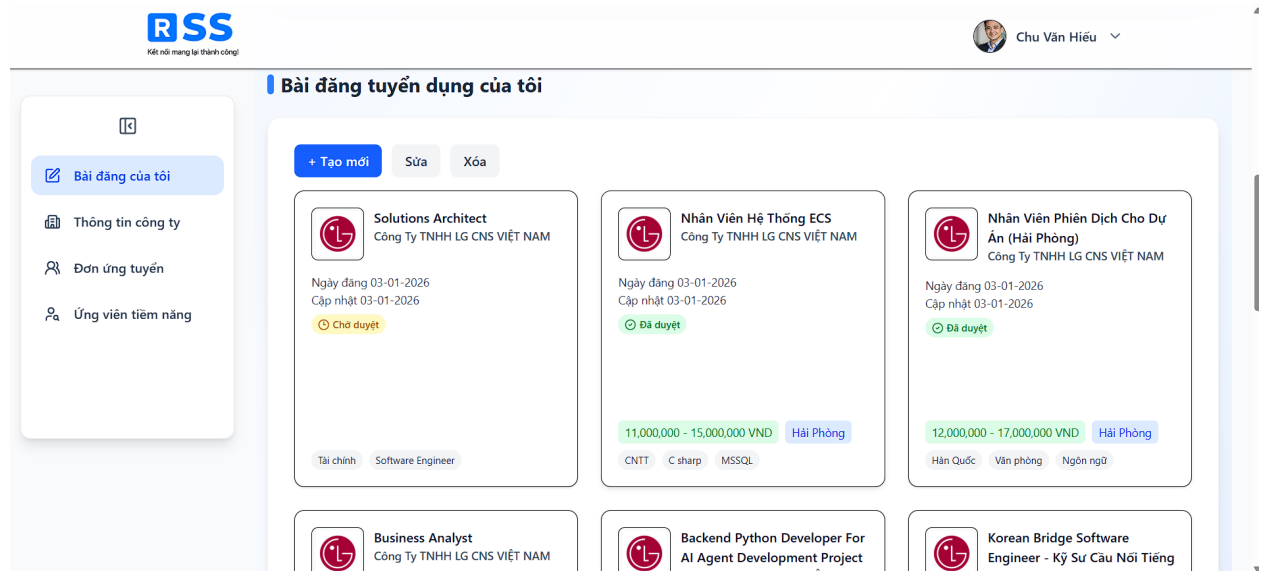 RSS
Kết nối mang lại thành công!
Chu Văn Hiếu
Bài đăng tuyển dụng của tôi
Bài đăng của tôi
Thông tin công ty
Đơn ứng tuyển
Ứng viên tiềm năng
+ Tạo mới
Sửa
Xóa
Solutions Architect
Công Ty TNHH LG CNS VIỆT NAM
Ngày đăng 03-01-2026
Cập nhật 03-01-2026
Chờ duyệt
Tài chính
Software Engineer
Nhân Viên Hệ Thống ECS
Công Ty TNHH LG CNS VIỆT NAM
Ngày đăng 03-01-2026
Cập nhật 03-01-2026
Đã duyệt
11,000,000 - 15,000,000 VND
Hải Phòng
CNTT
C sharp
MSSQL
Nhân Viên Phiên Dịch Cho Dự
Án (Hải Phòng)
Công Ty TNHH LG CNS VIỆT NAM
Ngày đăng 03-01-2026
Cập nhật 03-01-2026
Đã duyệt
12,000,000 - 17,000,000 VND
Hải Phòng
Hàn Quốc
Văn phòng
Ngôn ngữ
Business Analyst
Công Ty TNHH LG CNS VIỆT NAM
Backend Python Developer For
AI Agent Development Project
Korean Bridge Software
Engineer - Kỹ Sư Cầu Nối Tiếng